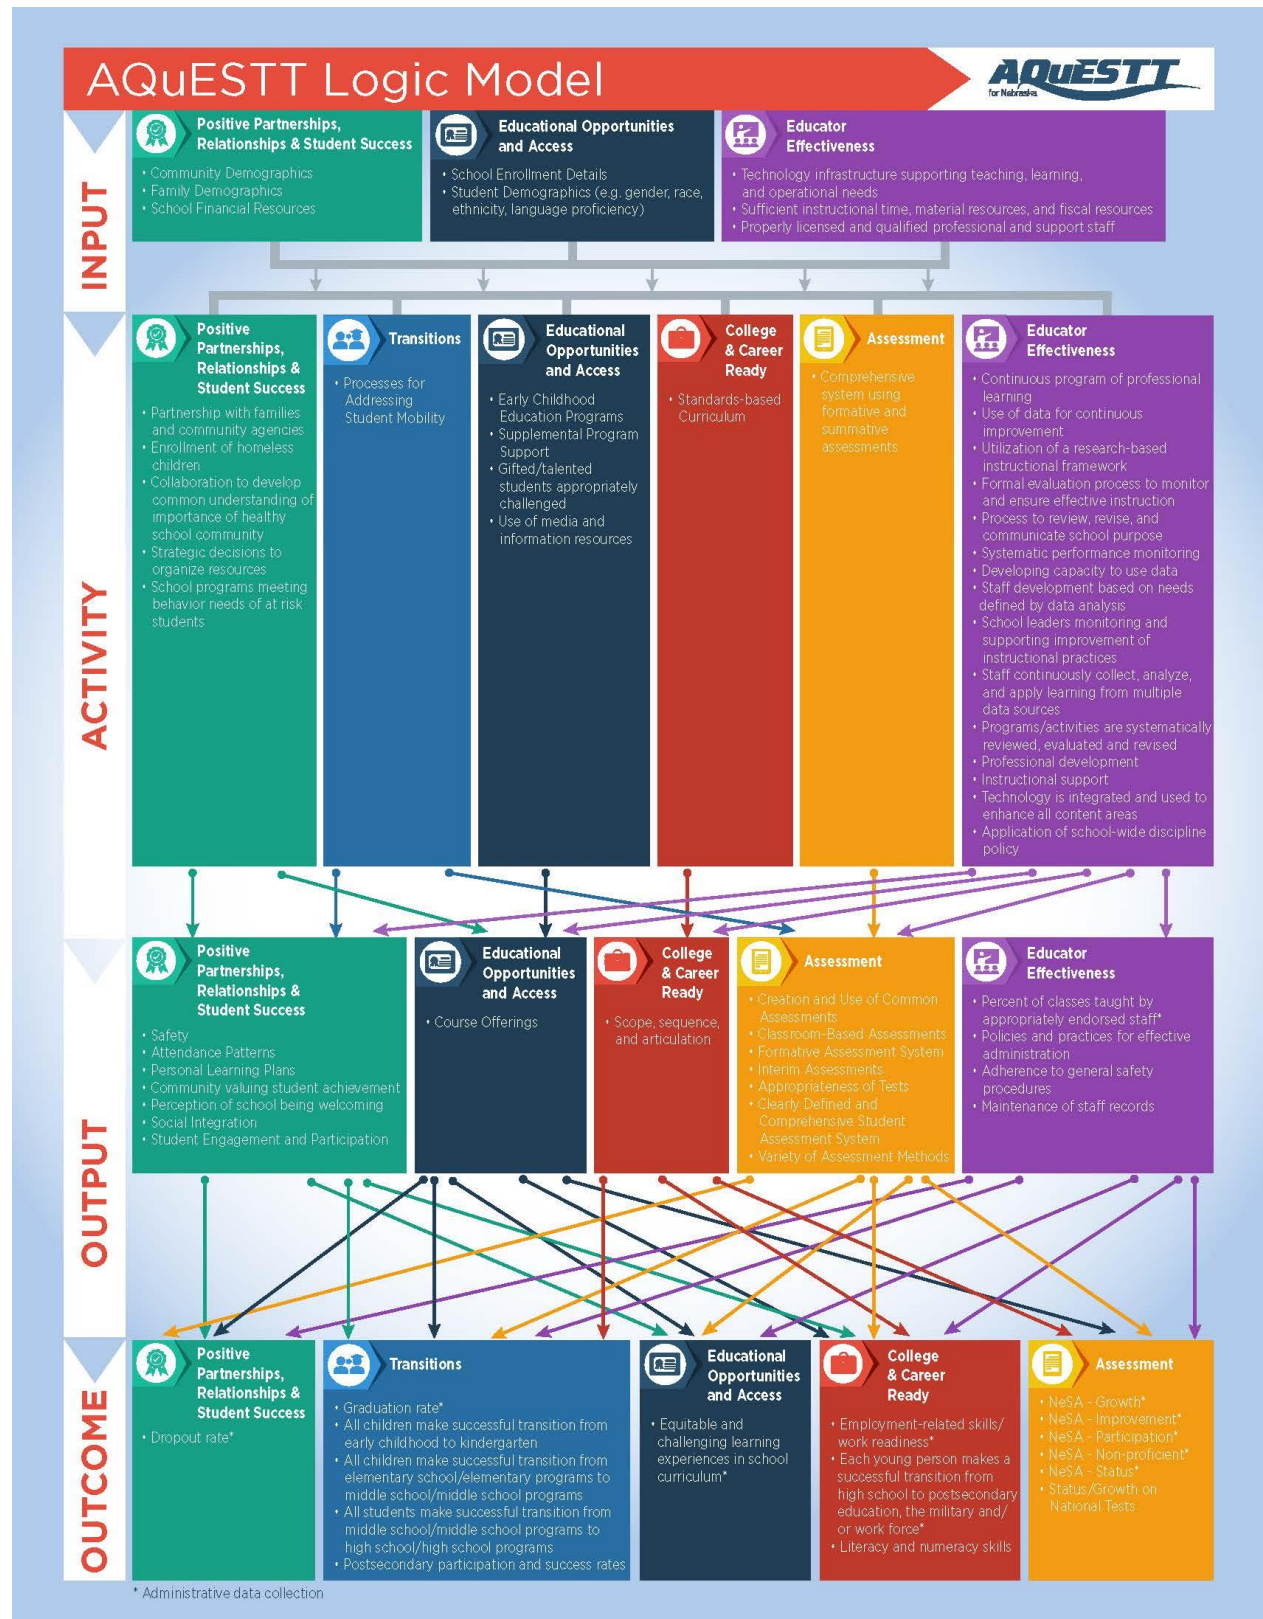 AQuESTT Logic Model
AQuESTT
for Nebraska
INPUT
Positive Partnerships,
Relationships & Student Success
• Community Demographics
• Family Demographics
• School Financial Resources
Educational Opportunities
and Access
• School Enrollment Details
• Student Demographics (e.g. gender, race,
ethnicity, language proficiency)
Educator
Effectiveness
• Technology infrastructure supporting teaching, learning,
and operational needs
• Sufficient instructional time, material resources, and fiscal resources
• Properly licensed and qualified professional and support staff
ACTIVITY
Positive
Partnerships,
Relationships &
Student Success
• Partnership with families
and community agencies
• Enrollment of homeless
children
• Collaboration to develop
common understanding of
importance of healthy
school community
• Strategic decisions to
organize resources
• School programs meeting
behavior needs of at risk
students
Transitions
• Processes for
Addressing
Student Mobility
Educational
Opportunities
and Access
• Early Childhood
Education Programs
• Supplemental Program
Support
• Gifted/talented
students appropriately
challenged
• Use of media and
information resources
College
& Career
Ready
• Standards-based
Curriculum
Assessment
• Comprehensive
system using
formative and
summative
assessments
Educator
Effectiveness
• Continuous program of professional
learning
• Use of data for continuous
improvement
• Utilization of a research-based
instructional framework
• Formal evaluation process to monitor
and ensure effective instruction
• Process to review, revise, and
communicate school purpose
• Systematic performance monitoring
• Developing capacity to use data
• Staff development based on needs
defined by data analysis
• School leaders monitoring and
supporting improvement of
instructional practices
• Staff continuously collect, analyze,
and apply learning from multiple
data sources
• Programs/activities are systematically
reviewed, evaluated and revised
• Professional development
• Instructional support
• Technology is integrated and used to
enhance all content areas
• Application of school-wide discipline
policy
OUTPUT
Positive
Partnerships,
Relationships &
Student Success
• Safety
• Attendance Patterns
• Personal Learning Plans
• Community valuing student achievement
• Perception of school being welcoming
• Social Integration
• Student Engagement and Participation
Educational
Opportunities
and Access
• Course Offerings
College
& Career
Ready
• Scope, sequence,
and articulation
Assessment
• Creation and Use of Common
Assessments
• Classroom-Based Assessments
• Formative Assessment System
• Interim Assessments
• Appropriateness of Tests
• Clearly Defined and
Comprehensive Student
Assessment System
• Variety of Assessment Methods
Educator
Effectiveness
• Percent of classes taught by
appropriately endorsed staff*
• Policies and practices for effective
administration
• Adherence to general safety
procedures
• Maintenance of staff records
OUTCOME
Positive
Partnerships,
Relationships &
Student Success
• Dropout rate*
Transitions
• Graduation rate*
• All children make successful transition from
early childhood to kindergarten
• All children make successful transition from
elementary school/elementary programs to
middle school/middle school programs
• All students make successful transition from
middle school/middle school programs to
high school/high school programs
• Postsecondary participation and success rates
Educational
Opportunities
and Access
• Equitable and
challenging learning
experiences in school
curriculum*
College
& Career
Ready
• Employment-related skills/
work readiness*
• Each young person makes a
successful transition from
high school to postsecondary
education, the military and/
or work force*
• Literacy and numeracy skills
Assessment
• NeSA - Growth*
• NeSA - Improvement*
• NeSA - Participation*
• NeSA - Non-proficient*
• NeSA - Status*
• Status/Growth on
National Tests
* Administrative data collection